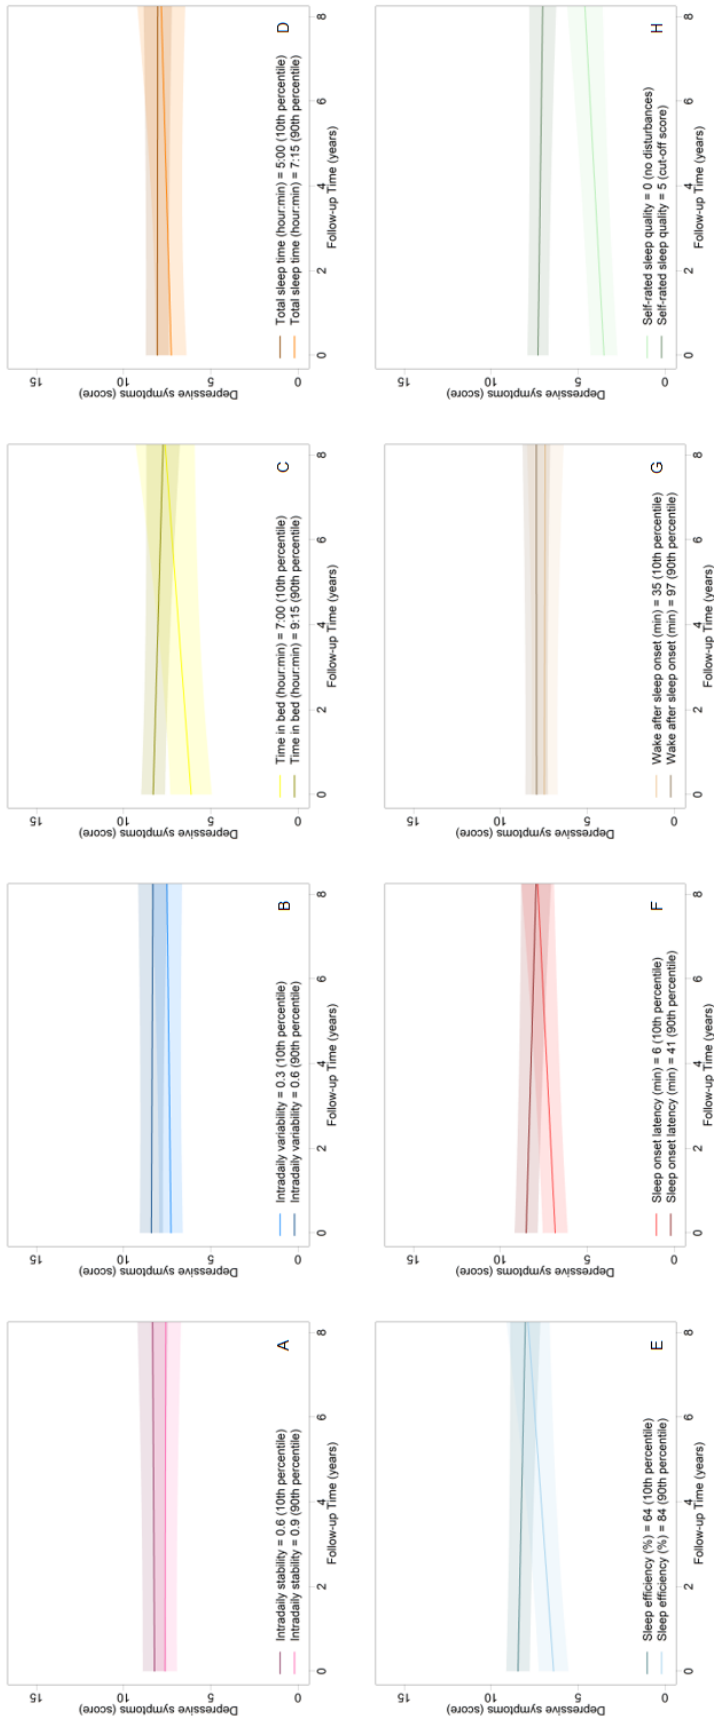 15
10
5
0
Depressive symptoms (score)
Intradaily stability = 0.6 (10th percentile)
Intradaily stability = 0.9 (90th percentile)
A
0 2 4 6 8
Follow-up Time (years)
15
10
5
0
Depressive symptoms (score)
Intradaily variability = 0.3 (10th percentile)
Intradaily variability = 0.6 (90th percentile)
B
0 2 4 6 8
Follow-up Time (years)
15
10
5
0
Depressive symptoms (score)
Time in bed (hour:min) = 7:00 (10th percentile)
Time in bed (hour:min) = 9:15 (90th percentile)
C
0 2 4 6 8
Follow-up Time (years)
15
10
5
0
Depressive symptoms (score)
Total sleep time (hour:min) = 5:00 (10th percentile)
Total sleep time (hour:min) = 7:15 (90th percentile)
D
0 2 4 6 8
Follow-up Time (years)
15
10
5
0
Depressive symptoms (score)
Sleep efficiency (%) = 64 (10th percentile)
Sleep efficiency (%) = 84 (90th percentile)
E
0 2 4 6 8
Follow-up Time (years)
15
10
5
0
Depressive symptoms (score)
Sleep onset latency (min) = 6 (10th percentile)
Sleep onset latency (min) = 41 (90th percentile)
F
0 2 4 6 8
Follow-up Time (years)
15
10
5
0
Depressive symptoms (score)
Wake after sleep onset (min) = 35 (10th percentile)
Wake after sleep onset (min) = 97 (90th percentile)
G
0 2 4 6 8
Follow-up Time (years)
15
10
5
0
Depressive symptoms (score)
Self-rated sleep quality = 0 (no disturbances)
Self-rated sleep quality = 5 (cut-off score)
H
0 2 4 6 8
Follow-up Time (years)